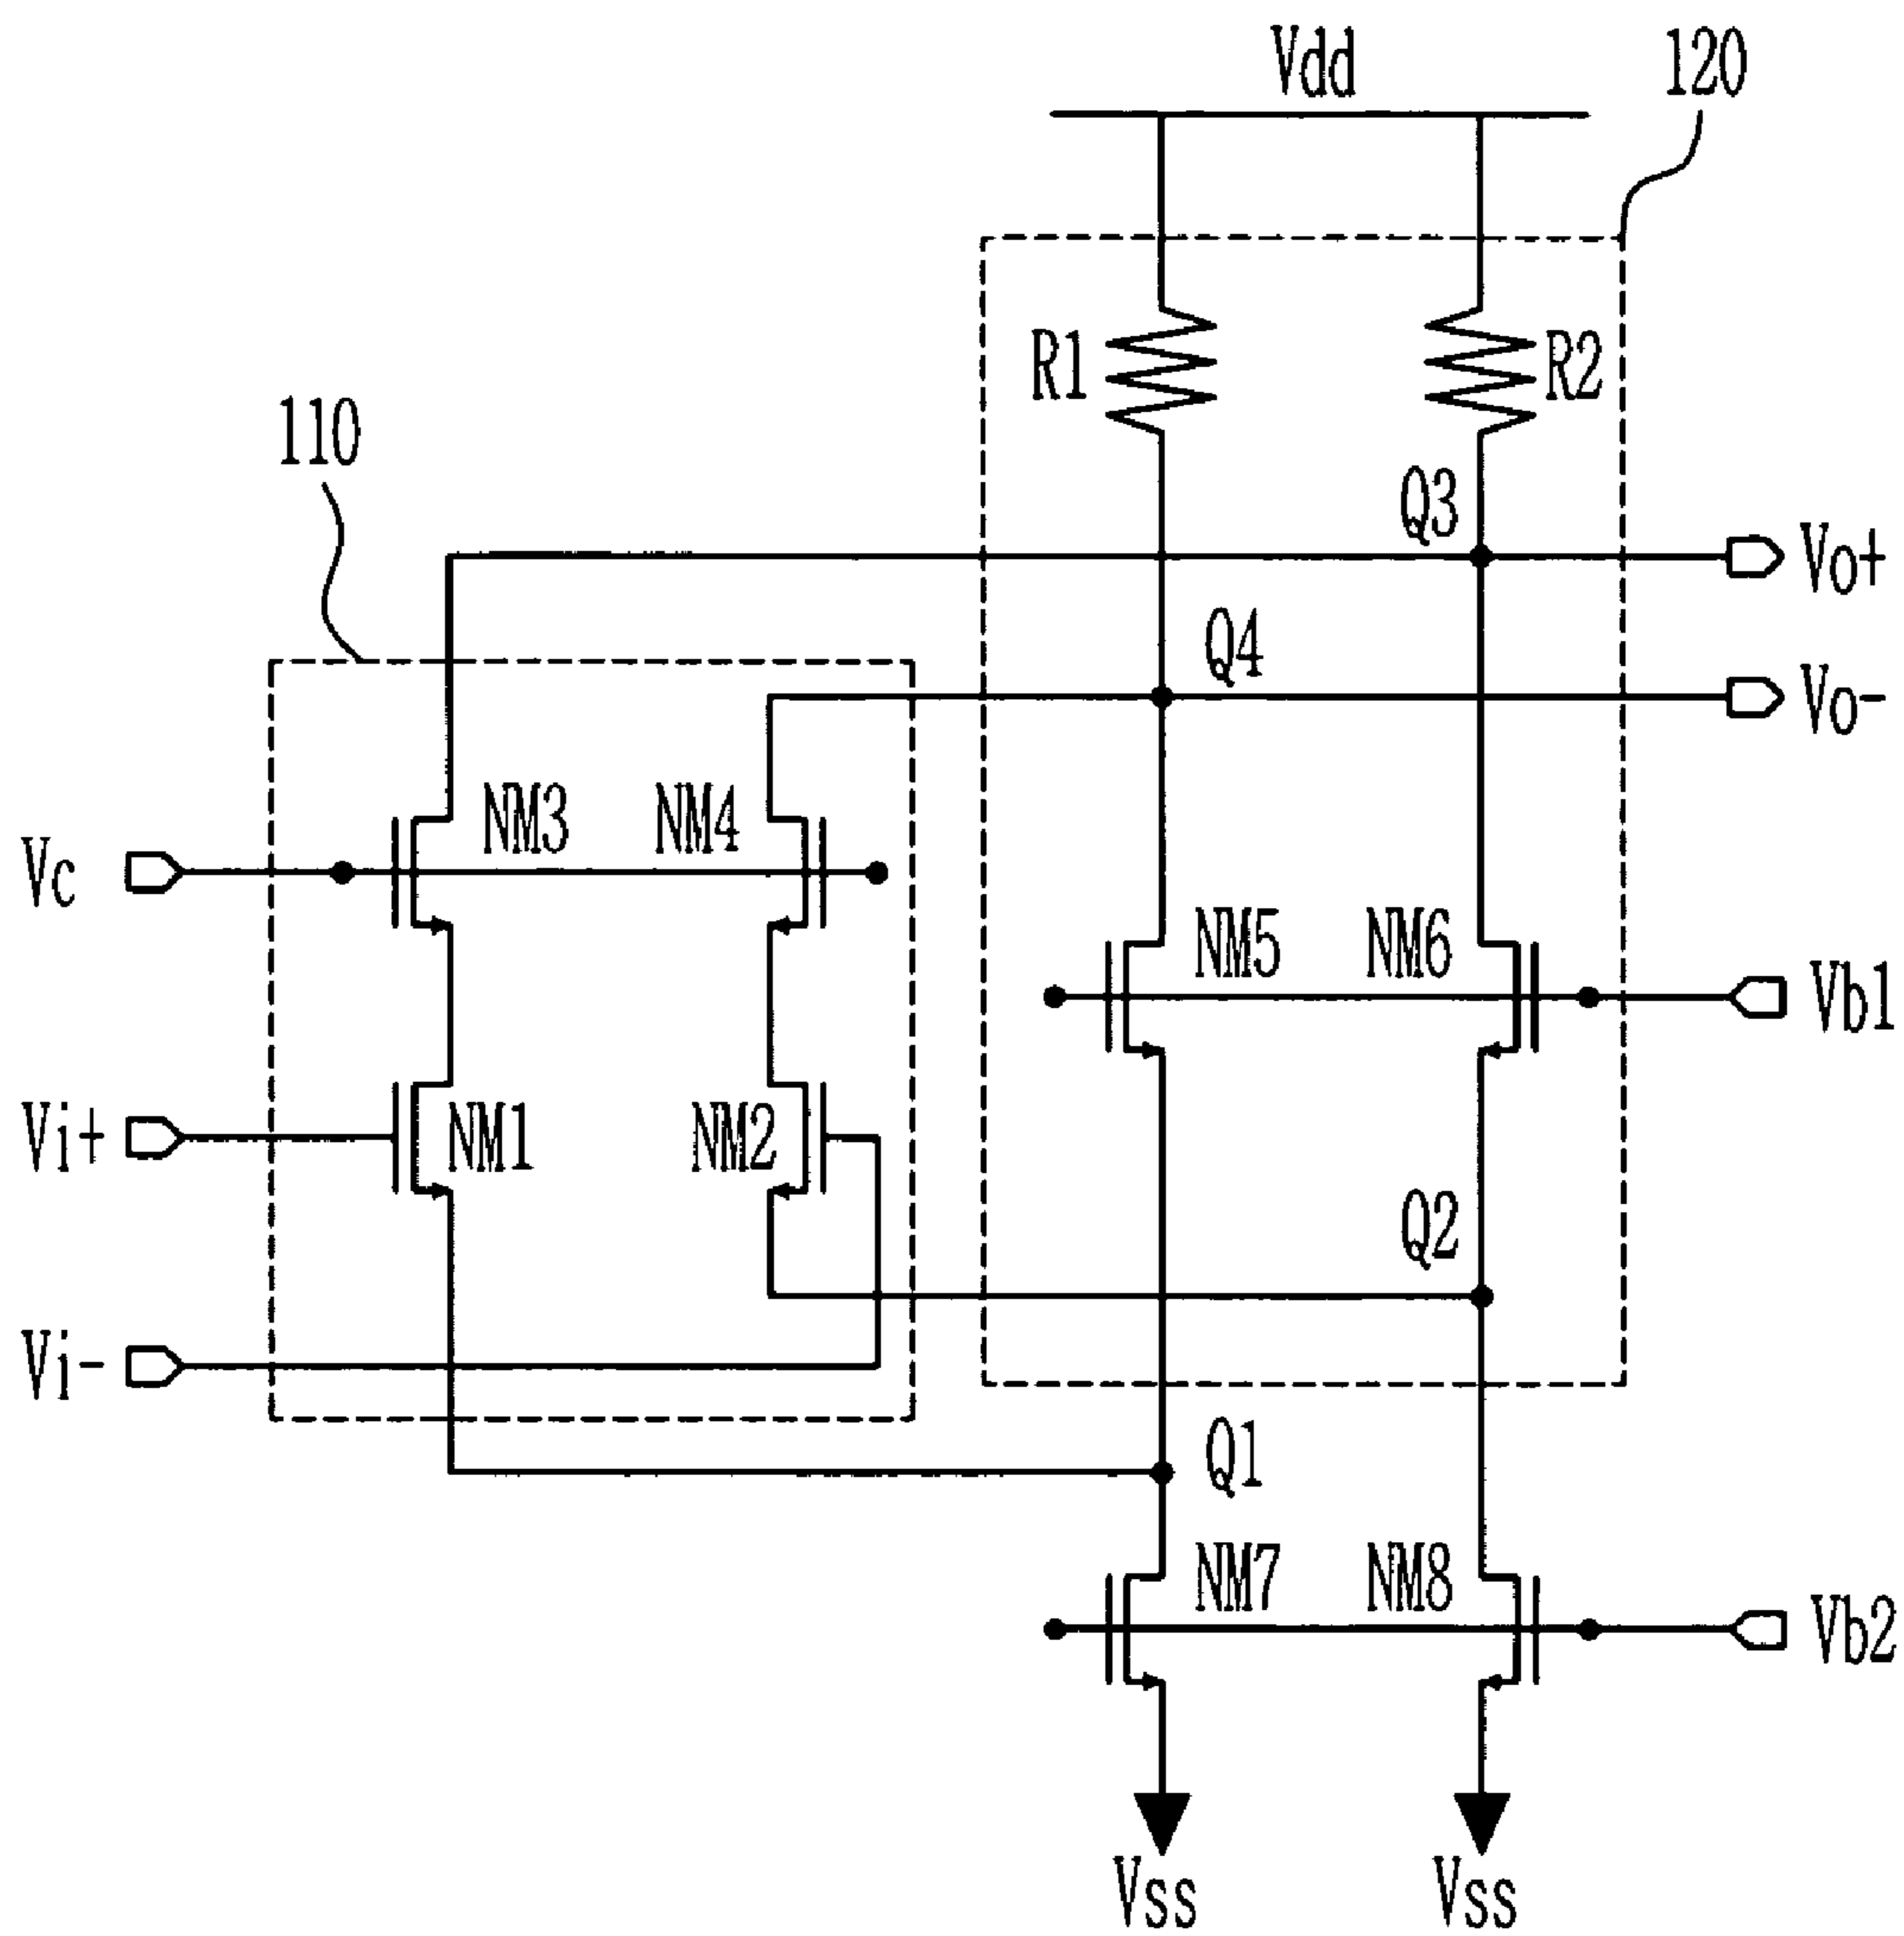 Vdd
120
R1
R2
110
Q3
Vo+
Q4
Vo-
NM3
NM4
Vc
NM5
NM6
Vb1
Vi+
NM1
NM2
Q2
Vi-
Q1
NM7
NM8
Vb2
Vss
Vss